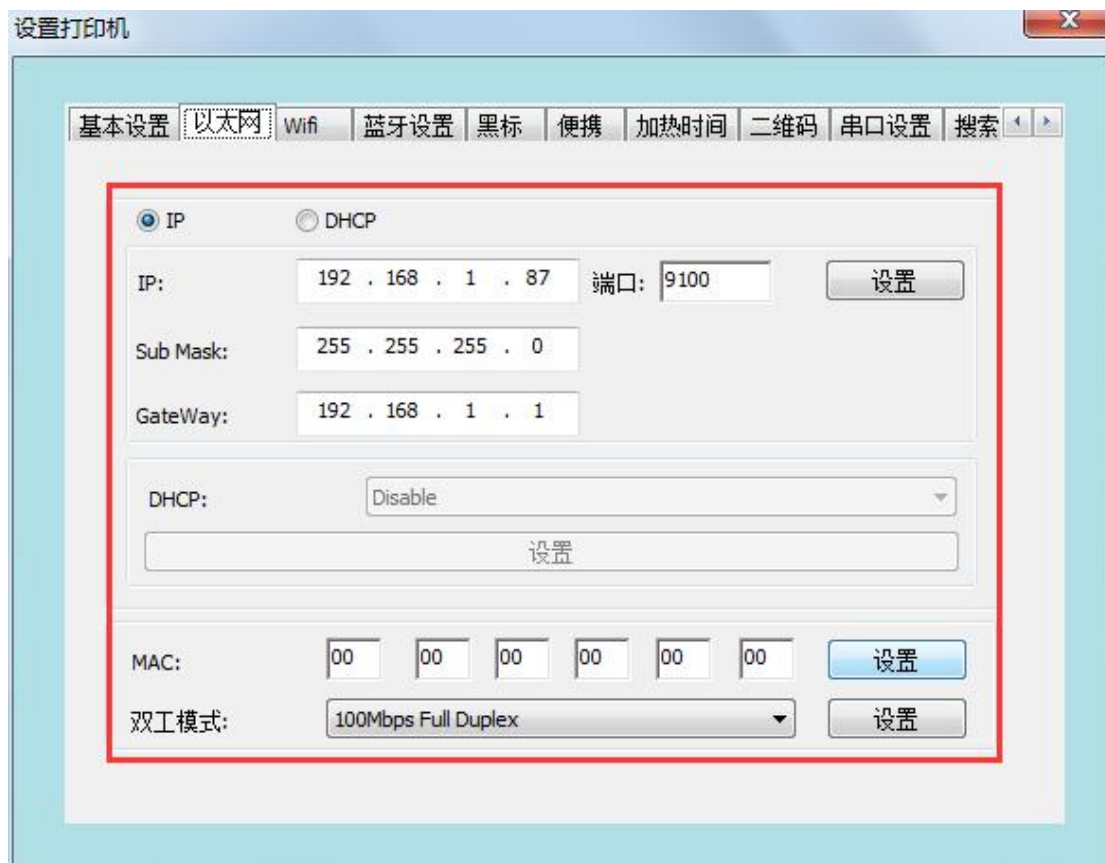 设置打印机
基本设置 以太网 Wifi 蓝牙设置 黑标 便携 加热时间 二维码 串口设置 搜索
IP DHCP
IP: 192 . 168 . 1 . 87 端口: 9100 设置
Sub Mask: 255 . 255 . 255 . 0
GateWay: 192 . 168 . 1 . 1
DHCP: Disable
设置
MAC: 00 00 00 00 00 00 设置
双工模式: 100Mbps Full Duplex 设置